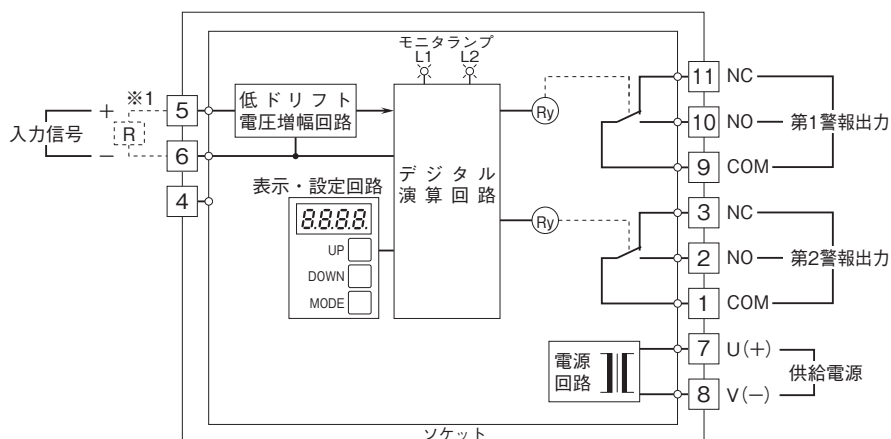 モニタランプ
L1 L2
※1
+ 5
入力信号
R
− 6
4
低ドリフト
電圧増幅回路
表示・設定回路
8.8.8.8.
UP
DOWN
MODE
デジタル
演算回路
Ry
Ry
11 NC
10 NO 第1警報出力
9 COM
3 NC
2 NO 第2警報出力
1 COM
電源
回路
7 U(+)
供給電源
8 V(−)
ソケット